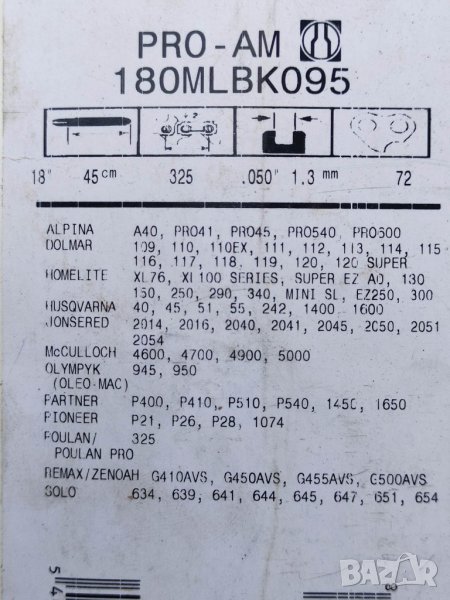 PRO-AM
180MLBK095
18" 45cm 325 .050" 1.3 mm 72
ALPINA A40, PRO41, PRO45, PRO540, PRO600
DOLMAR 109, 110, 110EX, 111, 112, 113, 114, 115
116, 117, 118, 119, 120, 120 SUPER
HOMELITE XL76, XL100 SERIES, SUPER EZ AO, 130
150, 250, 290, 340, MINI SL, EZ250, 300
HUSQVARNA 40, 45, 51, 55, 242, 1400 - 1600
JONSERED 2014, 2016, 2040, 2041, 2045, 2050, 2051
2054
McCULLOCH 4600, 4700, 4900, 5000
OLYMPYK 945, 950
(OLEO-MAC)
PARTNER P400, P410, P510, P540, 1450, 1650
PIONEER P21, P26, P28, 1074
POULAN/ 325
POULAN PRO
REMAX/ZENOAH G410AVS, G450AVS, G455AVS, G500AVS
SOLO 634, 639, 641, 644, 645, 647, 651, 654
5 4
3
BAZAR